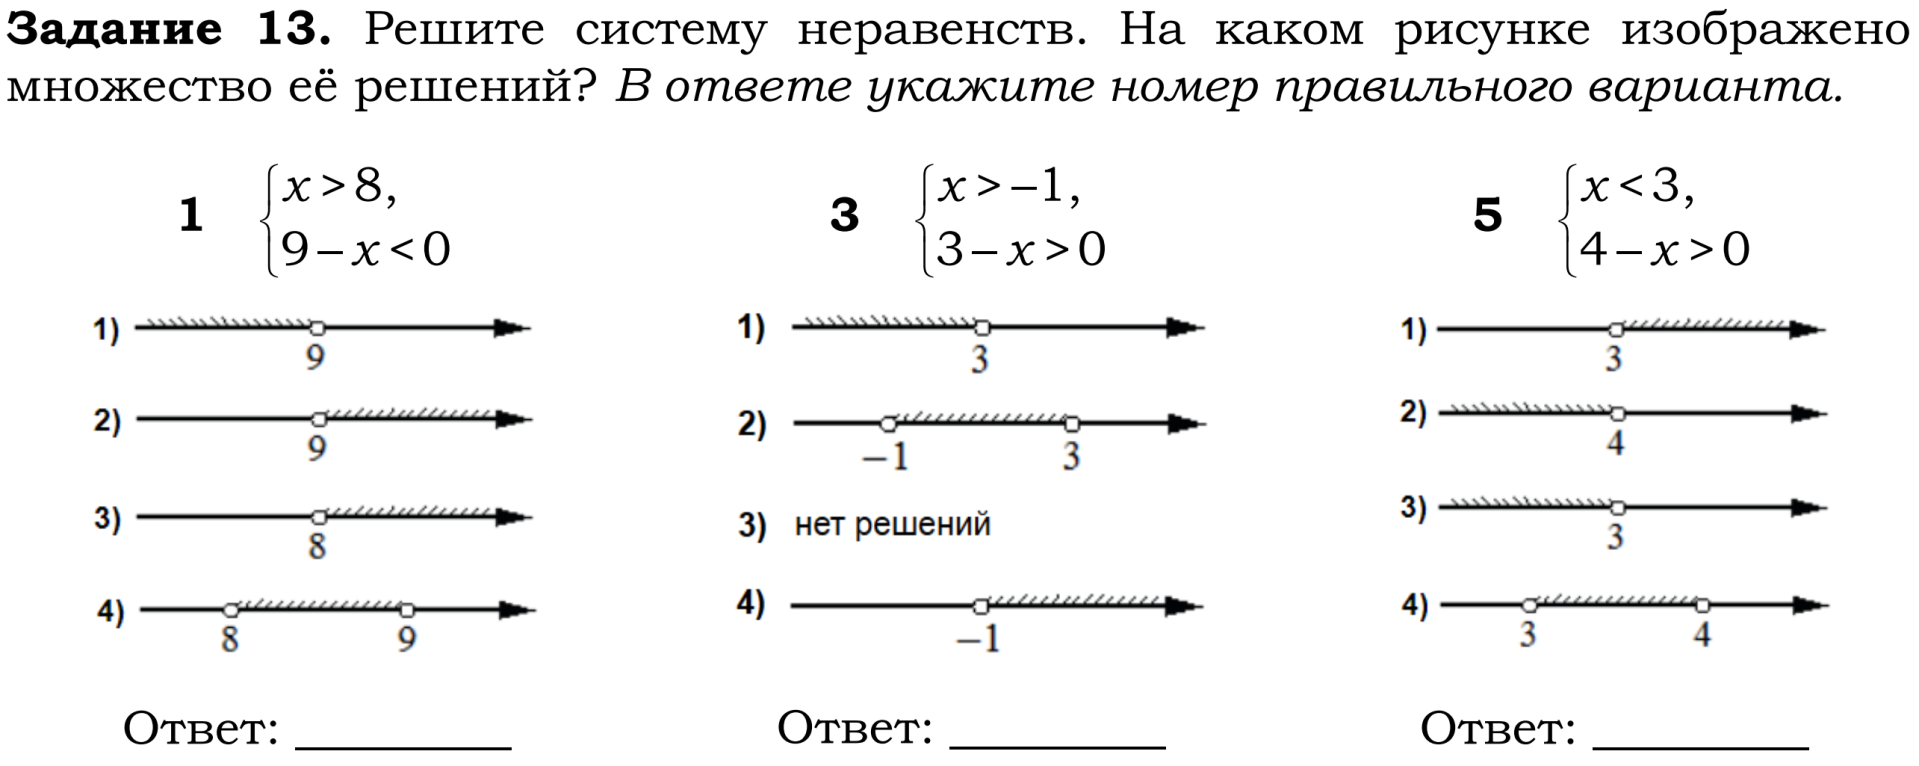 Задание 13. Решите систему неравенств. На каком рисунке изображено
множество её решений? В ответе укажите номер правильного варианта.
1
x > 8,
9 – x < 0
1)
9
2)
9
3)
8
4)
8 9
Ответ: ________
3
x > –1,
3 – x > 0
1)
3
2)
–1 3
3) нет решений
4)
–1
Ответ: ________
5
x < 3,
4 – x > 0
1)
3
2)
4
3)
3
4)
3 4
Ответ: ________